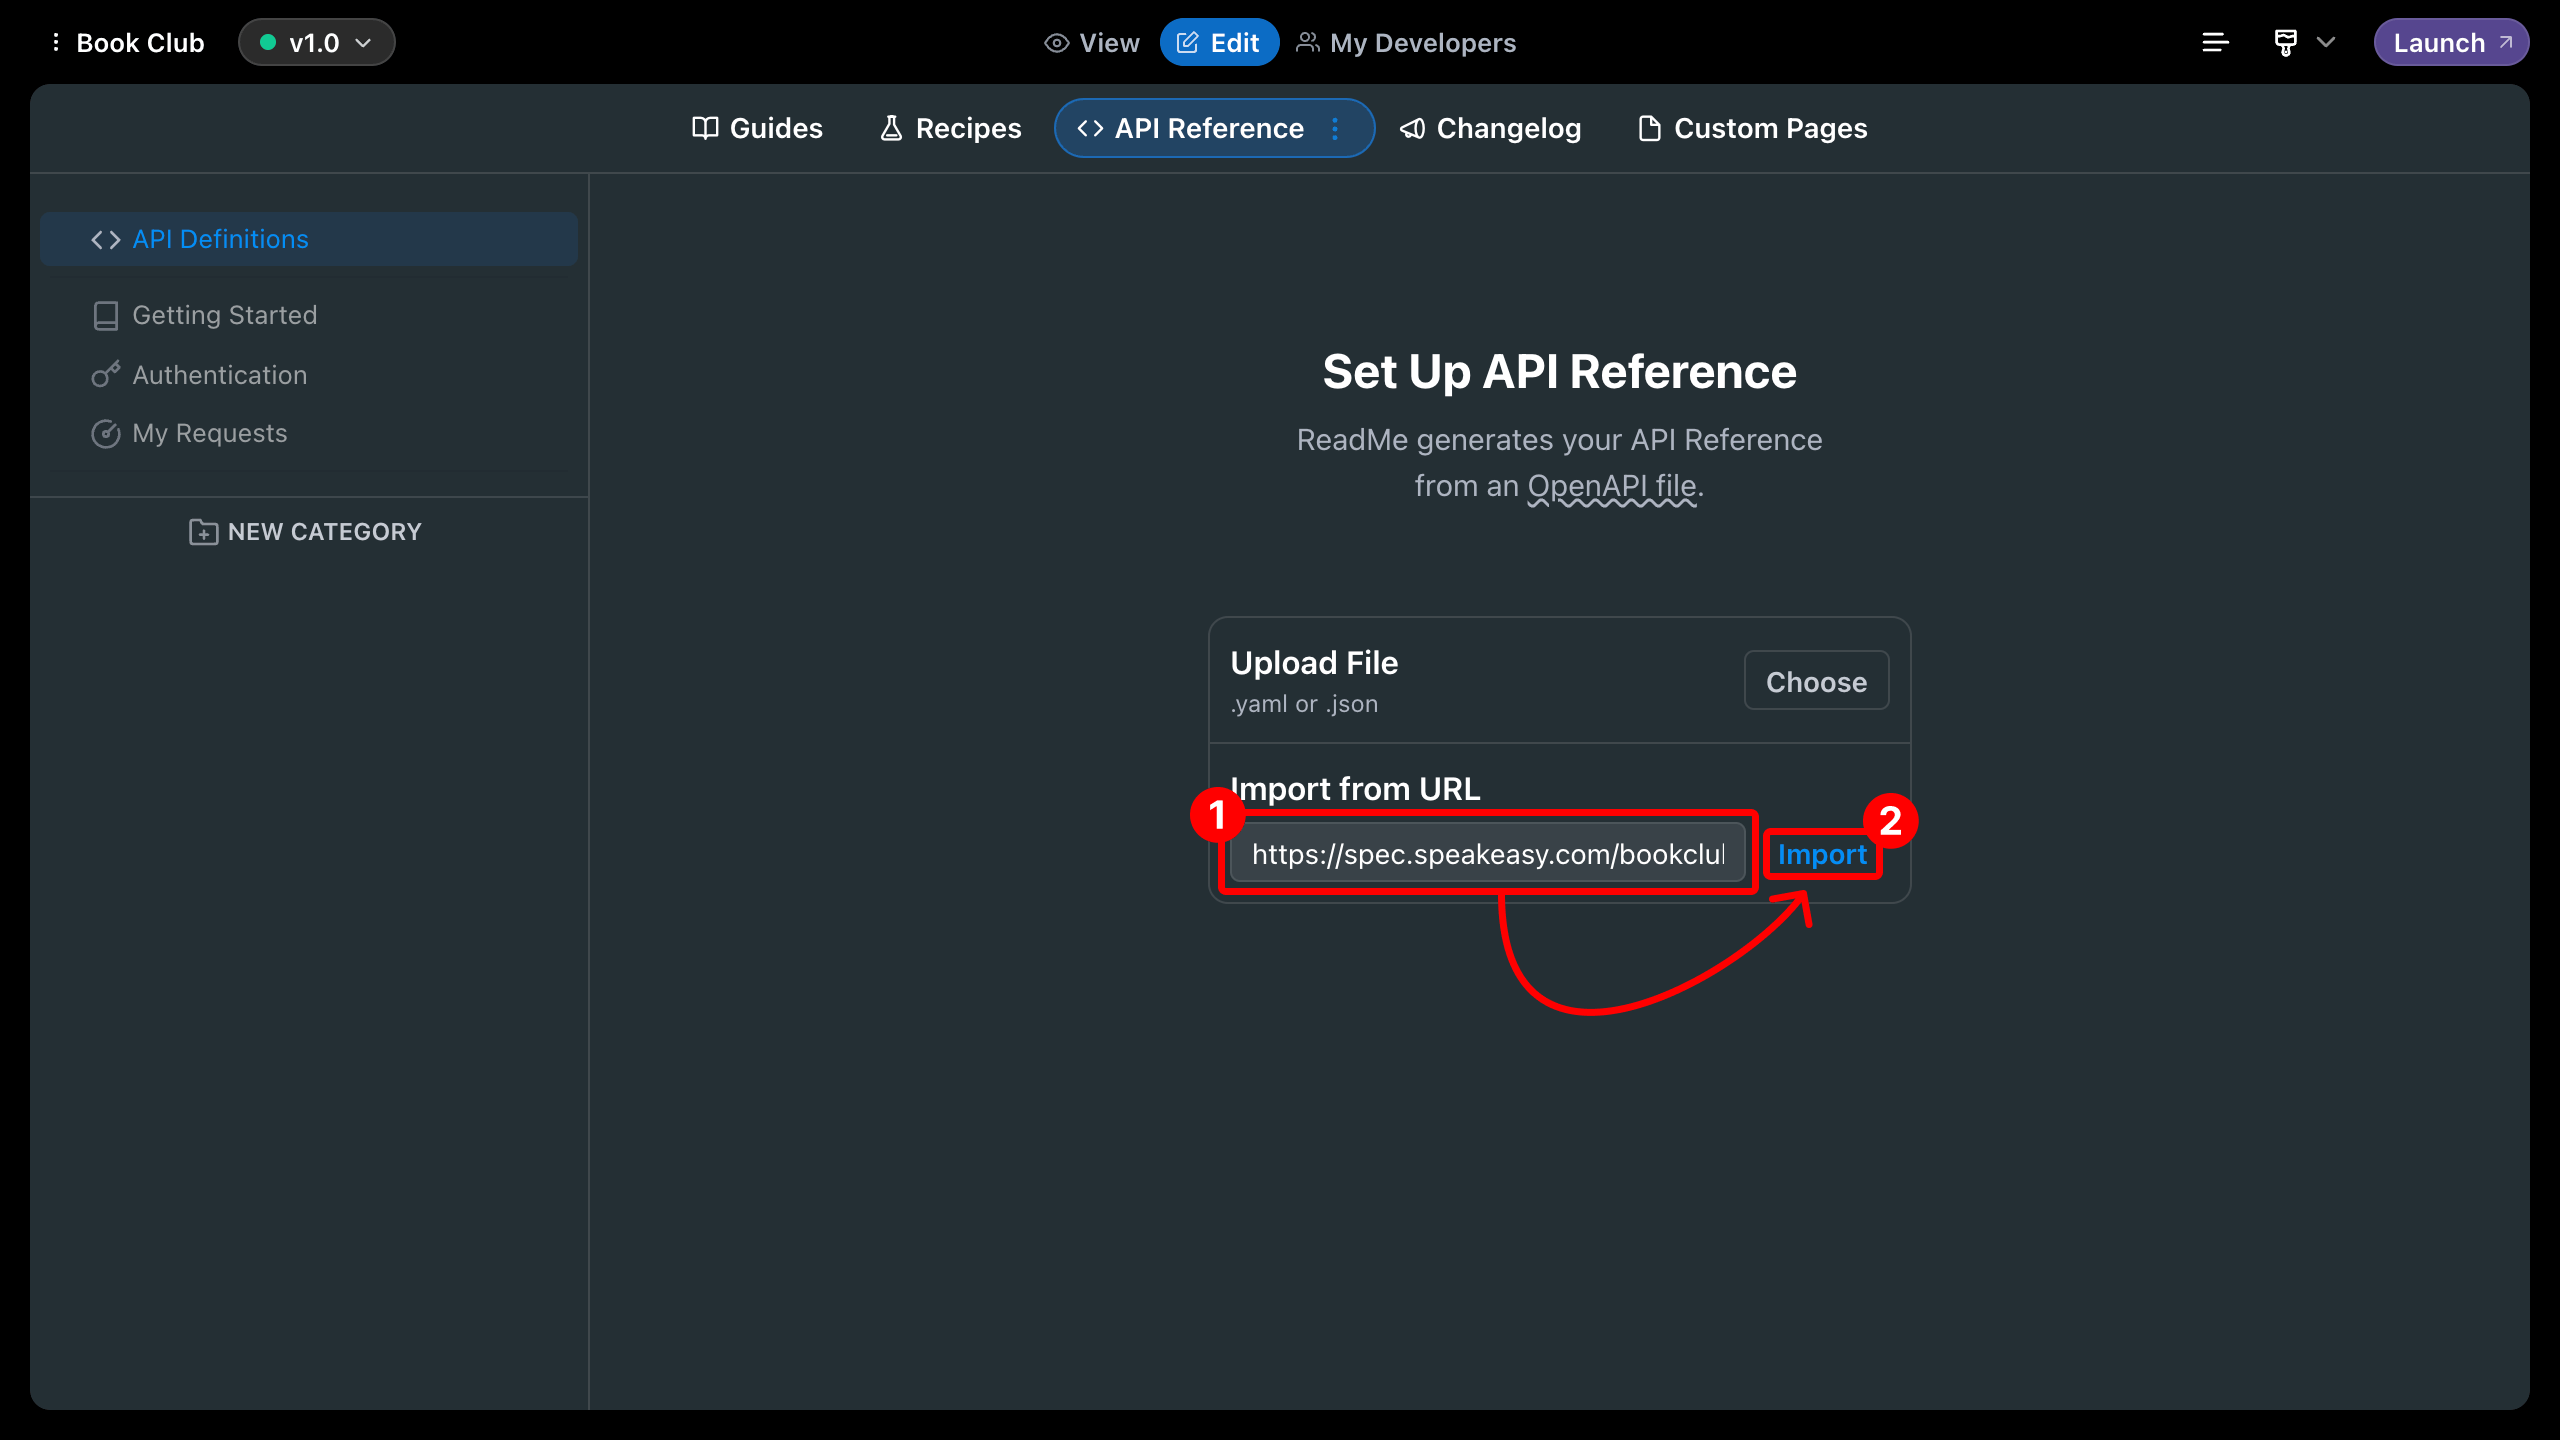 Book Club
v1.0
View
Edit
My Developers
Launch
Guides
Recipes
API Reference
Changelog
Custom Pages
API Definitions
Getting Started
Authentication
My Requests
NEW CATEGORY
Set Up API Reference
ReadMe generates your API Reference
from an OpenAPI file.
Upload File
.yaml or .json
Choose
Import from URL
1
https://spec.speakeasy.com/bookclu
Import
2